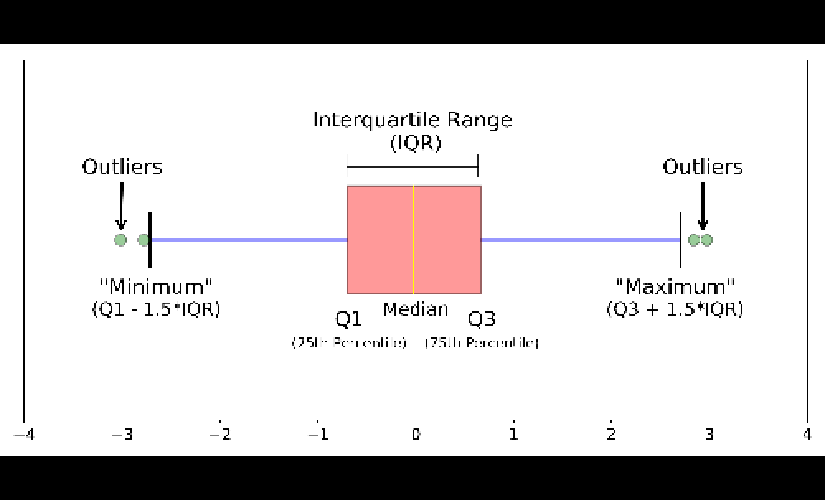 Interquartile Range
(IQR)
Outliers
Outliers
"Minimum"
(Q1 - 1.5*IQR)
"Maximum"
(Q3 + 1.5*IQR)
Median
Q1
Q3
(25th Percentile)
(75th Percentile)
−4
−3
−2
−1
0
1
2
3
4